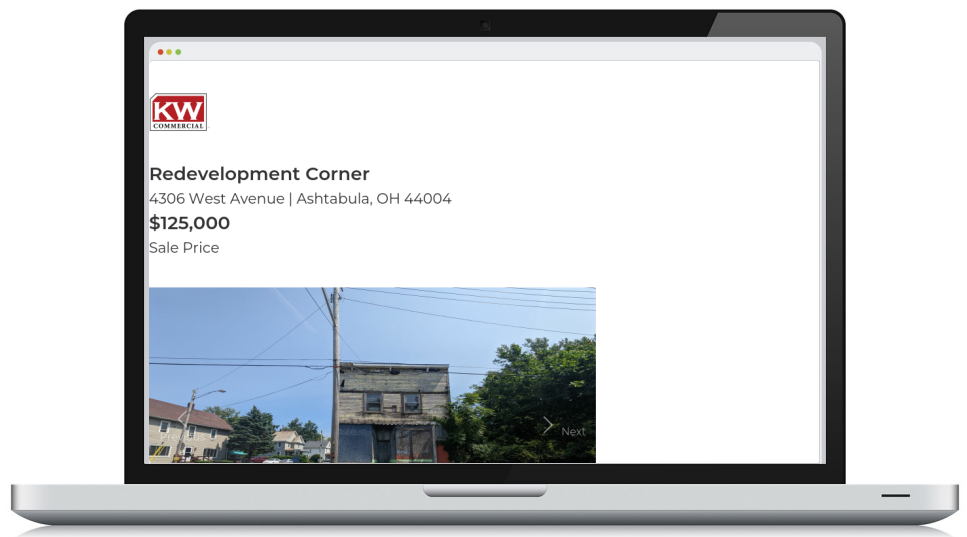 KW
COMMERCIAL
Redevelopment Corner
4306 West Avenue | Ashtabula, OH 44004
$125,000
Sale Price
Next